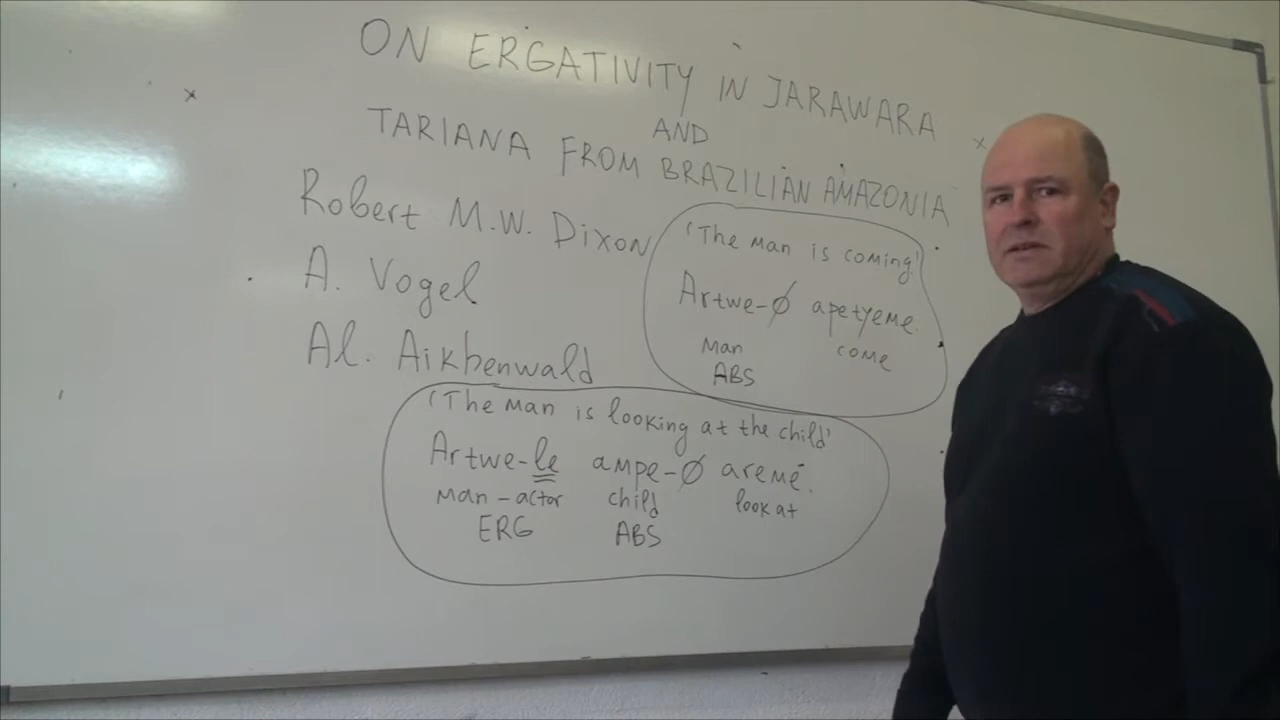 ON ERGATIVITY IN JARAWARA
AND
TARIANA FROM BRAZILIAN AMAZONIA
Robert M.W. Dixon
A. Vogel
Al. Aikhenwald
'The man is coming'
Artwe-Ø apetyeme.
man come
ABS
'The man is looking at the child'
Artwe-le ampe-Ø aremé.
man-actor child look at
ERG ABS